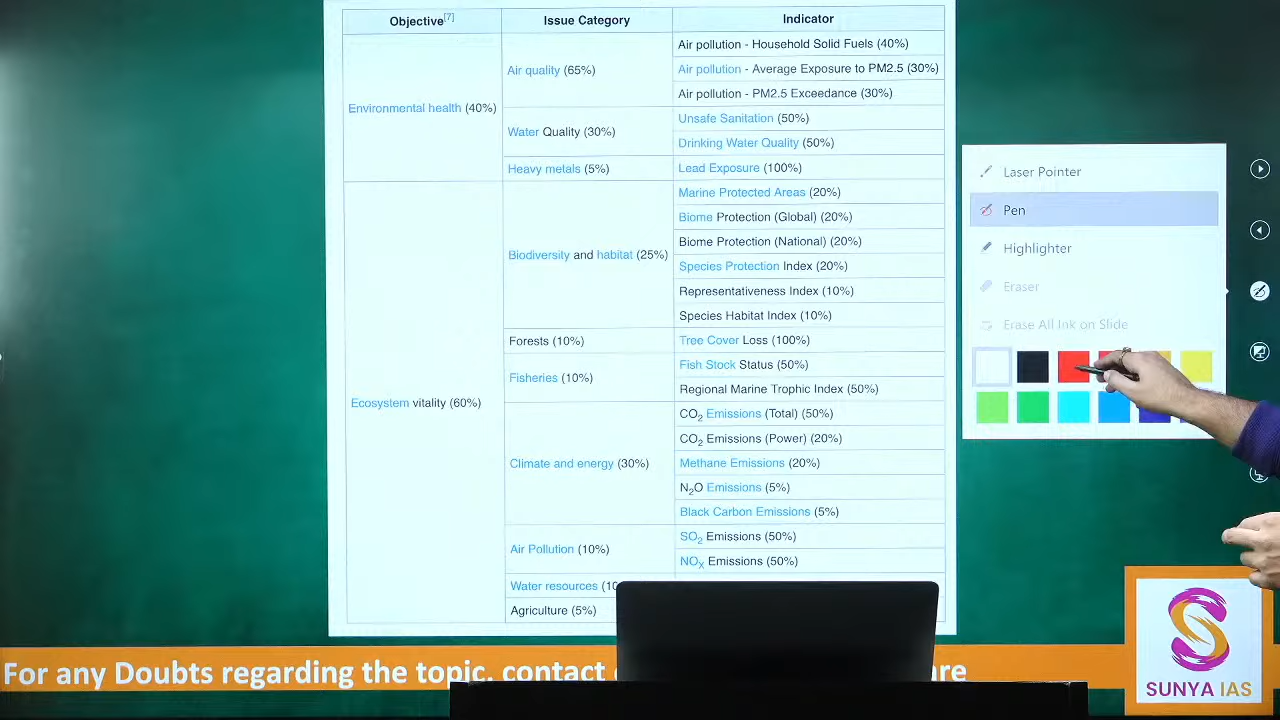 Objective[7] Issue Category Indicator
Environmental health (40%) Air quality (65%) Air pollution - Household Solid Fuels (40%)
Air pollution - Average Exposure to PM2.5 (30%)
Air pollution - PM2.5 Exceedance (30%)
Water Quality (30%) Unsafe Sanitation (50%)
Drinking Water Quality (50%)
Heavy metals (5%) Lead Exposure (100%)
Ecosystem vitality (60%) Biodiversity and habitat (25%) Marine Protected Areas (20%)
Biome Protection (Global) (20%)
Biome Protection (National) (20%)
Species Protection Index (20%)
Representativeness Index (10%)
Species Habitat Index (10%)
Forests (10%) Tree Cover Loss (100%)
Fisheries (10%) Fish Stock Status (50%)
Regional Marine Trophic Index (50%)
Climate and energy (30%) CO2 Emissions (Total) (50%)
CO2 Emissions (Power) (20%)
Methane Emissions (20%)
N2O Emissions (5%)
Black Carbon Emissions (5%)
Air Pollution (10%) SO2 Emissions (50%)
NOX Emissions (50%)
Water resources
Agriculture (5%)
Laser Pointer
Pen
Highlighter
Eraser
Erase All Ink on Slide
For any Doubts regarding the topic, contact
SUNYA IAS